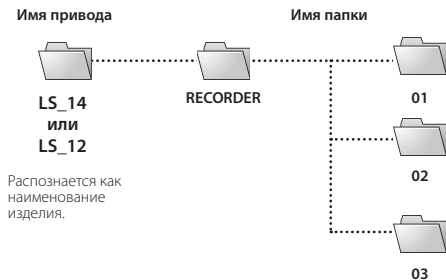 Имя привода
Имя папки
LS_14
или
LS_12
RECORDER
01
02
03
Распознается как
наименование
изделия.